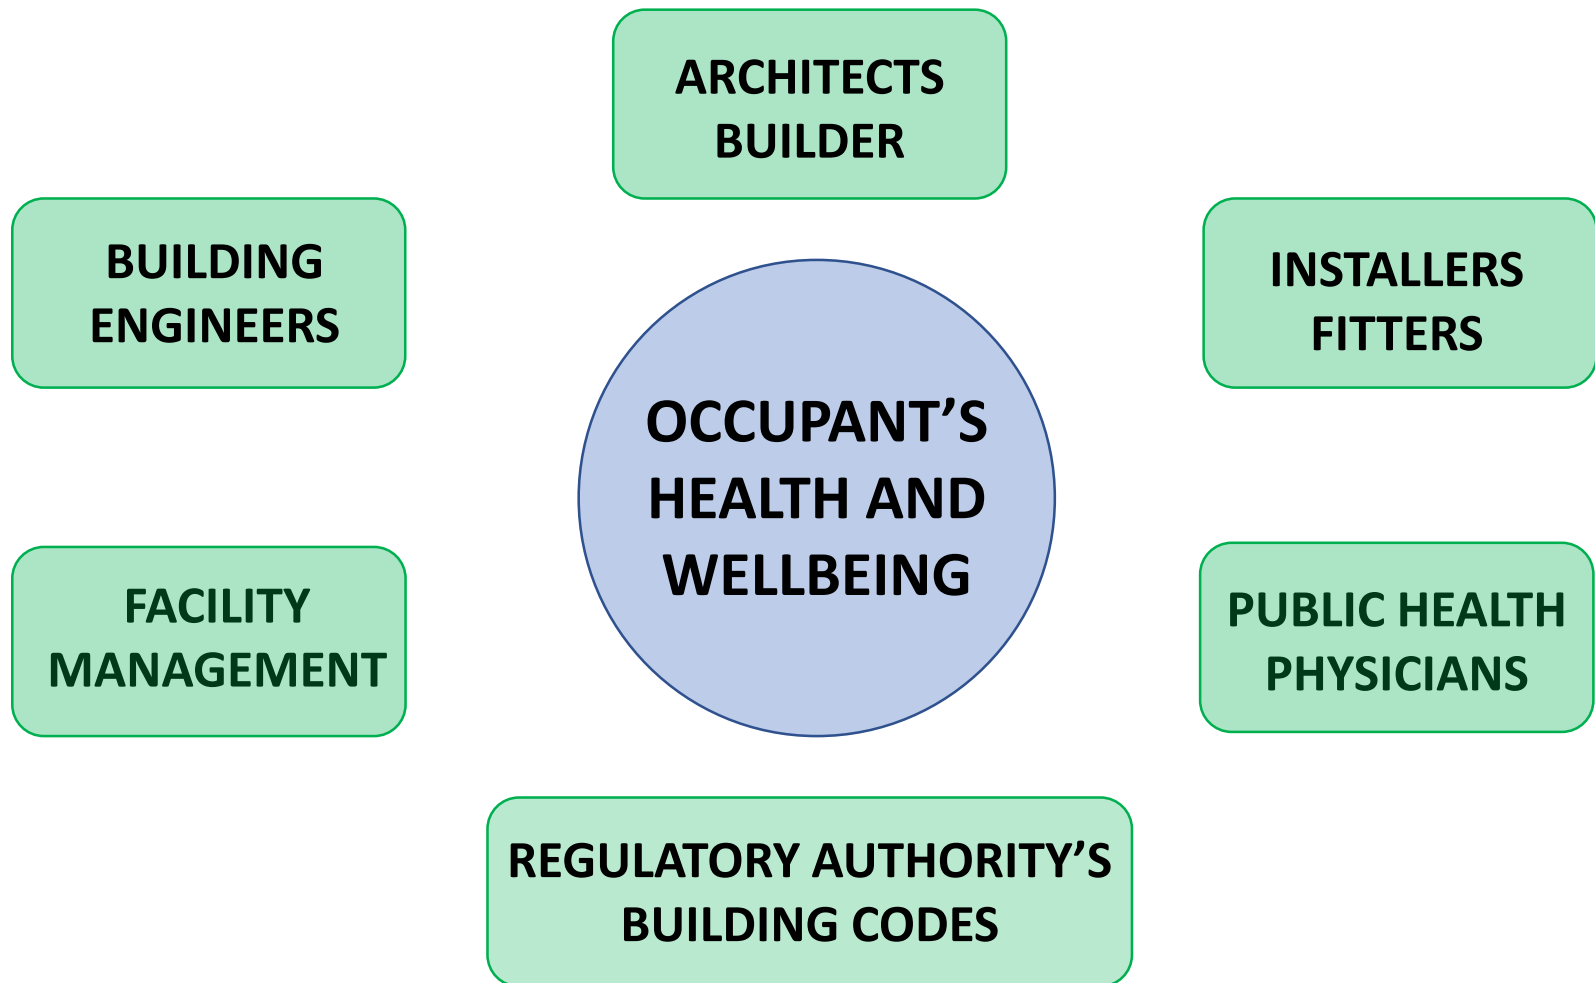 ARCHITECTS
BUILDER
BUILDING
ENGINEERS
INSTALLERS
FITTERS
OCCUPANT’S
HEALTH AND
WELLBEING
FACILITY
MANAGEMENT
PUBLIC HEALTH
PHYSICIANS
REGULATORY AUTHORITY’S
BUILDING CODES